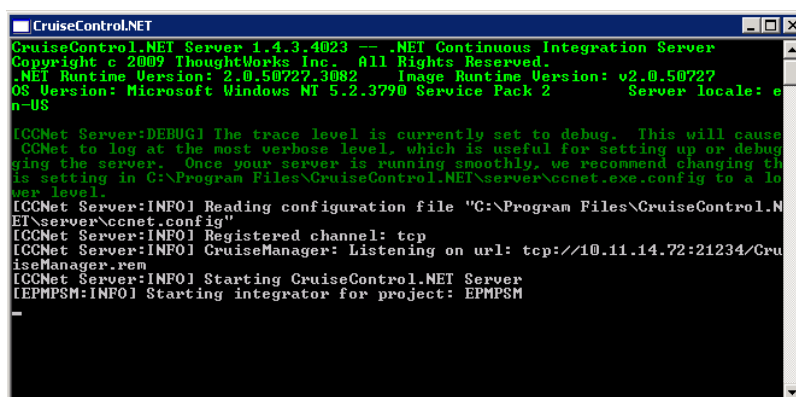 CruiseControl.NET
CruiseControl.NET Server 1.4.3.4023 -- .NET Continuous Integration Server
Copyright c 2009 ThoughtWorks Inc.  All Rights Reserved.
.NET Runtime Version: 2.0.50727.3082    Image Runtime Version: v2.0.50727
OS Version: Microsoft Windows NT 5.2.3790 Service Pack 2       Server locale: e
n-US
[CCNet Server:DEBUG] The trace level is currently set to debug.  This will cause
 CCNet to log at the most verbose level, which is useful for setting up or debug
ging the server.  Once your server is running smoothly, we recommend changing th
is setting in C:\Program Files\CruiseControl.NET\server\ccnet.exe.config to a lo
wer level.
[CCNet Server:INFO] Reading configuration file "C:\Program Files\CruiseControl.N
ET\server\ccnet.config"
[CCNet Server:INFO] Registered channel: tcp
[CCNet Server:INFO] CruiseManager: Listening on url: tcp://10.11.14.72:21234/Cru
iseManager.rem
[CCNet Server:INFO] Starting CruiseControl.NET Server
[EPMPSM:INFO] Starting integrator for project: EPMPSM